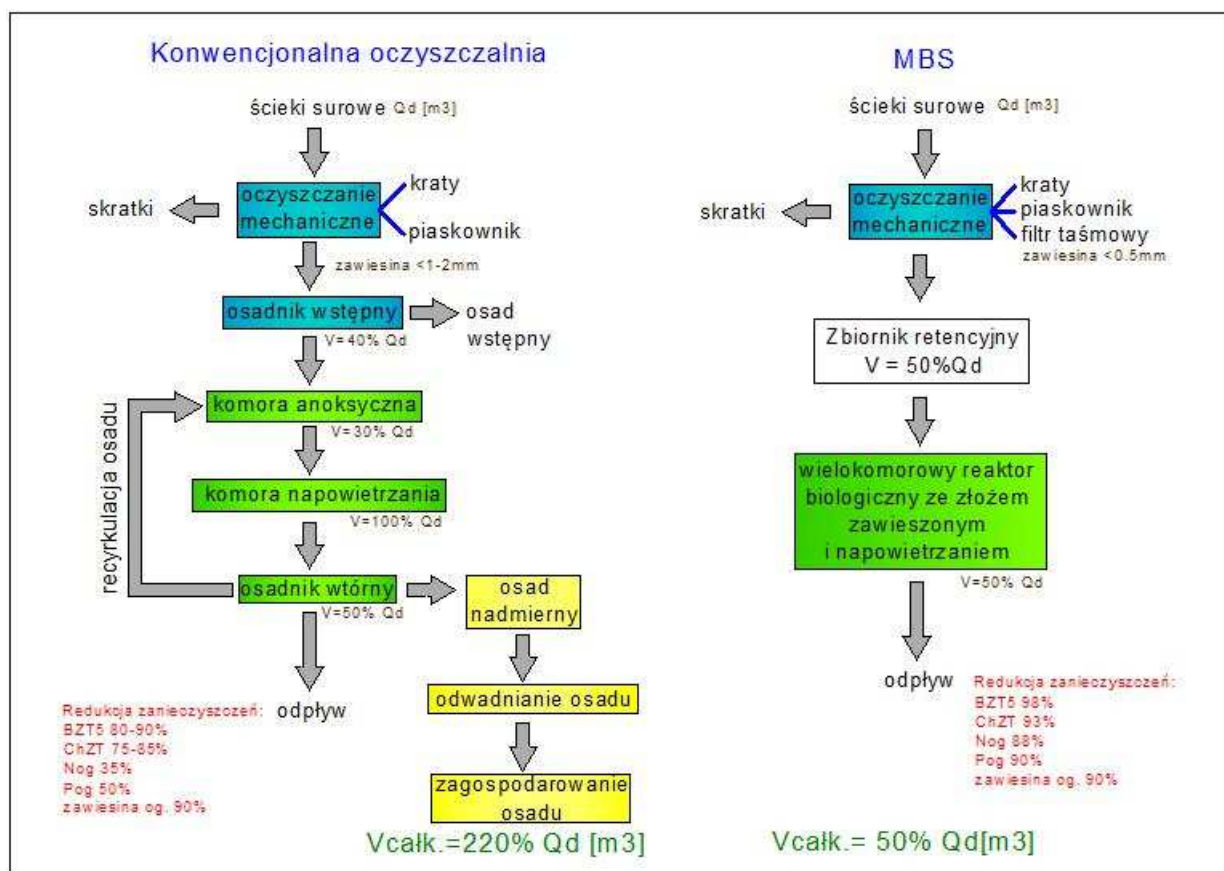 Konwencjonalna oczyszczalnia
ścieki surowe Qd [m3]
skratki
oczyszczanie
mechaniczne
kraty
piaskownik
zawiesina <1-2mm
osadnik wstępny
V=40% Qd
osad
wstępny
komora anoksyczna
V=30% Qd
recyrkulacja osadu
komora napowietrzania
V=100% Qd
osadnik wtórny
V=50% Qd
osad
nadmierny
odpływ
odwadnianie osadu
zagospodarowanie
osadu
Redukcja zanieczyszczeń:
BZT5 80-90%
ChZT 75-85%
Nog 35%
Pog 50%
zawiesina og. 90%
Vcałk.=220% Qd [m3]
MBS
ścieki surowe Qd [m3]
skratki
oczyszczanie
mechaniczne
kraty
piaskownik
filtr taśmowy
zawiesina <0.5mm
Zbiornik retencyjny
V = 50%Qd
wielokomorowy reaktor
biologiczny ze złożem
zawieszonym
i napowietrzaniem
V=50% Qd
odpływ
Redukcja zanieczyszczeń:
BZT5 98%
ChZT 93%
Nog 88%
Pog 90%
zawiesina og. 90%
Vcałk.= 50% Qd[m3]